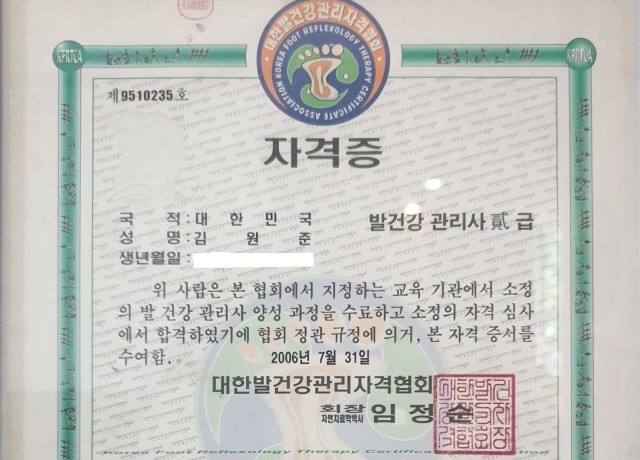 대한발건강관리자격협회
KOREA FOOT REFLEXOLOGY THERAPY CERTIFICATE ASSOCIATION
KFRTCA
제9510235호
자격증
국 적 : 대 한 민 국
발건강 관리사 貳 급
성 명 : 김 원 준
생년월일 :
위 사람은 본 협회에서 지정하는 교육 기관에서 소정
의 발 건강 관리사 양성 과정을 수료하고 소정의 자격 심사
에서 합격하였기에 협회 정관 규정에 의거, 본 자격 증서를
수여함.
2006년 7월 31일
대한발건강관리자격협회
회장
자연치료학박사
임 정 순
Korea Foot Reflexology Therapy Certificate Association